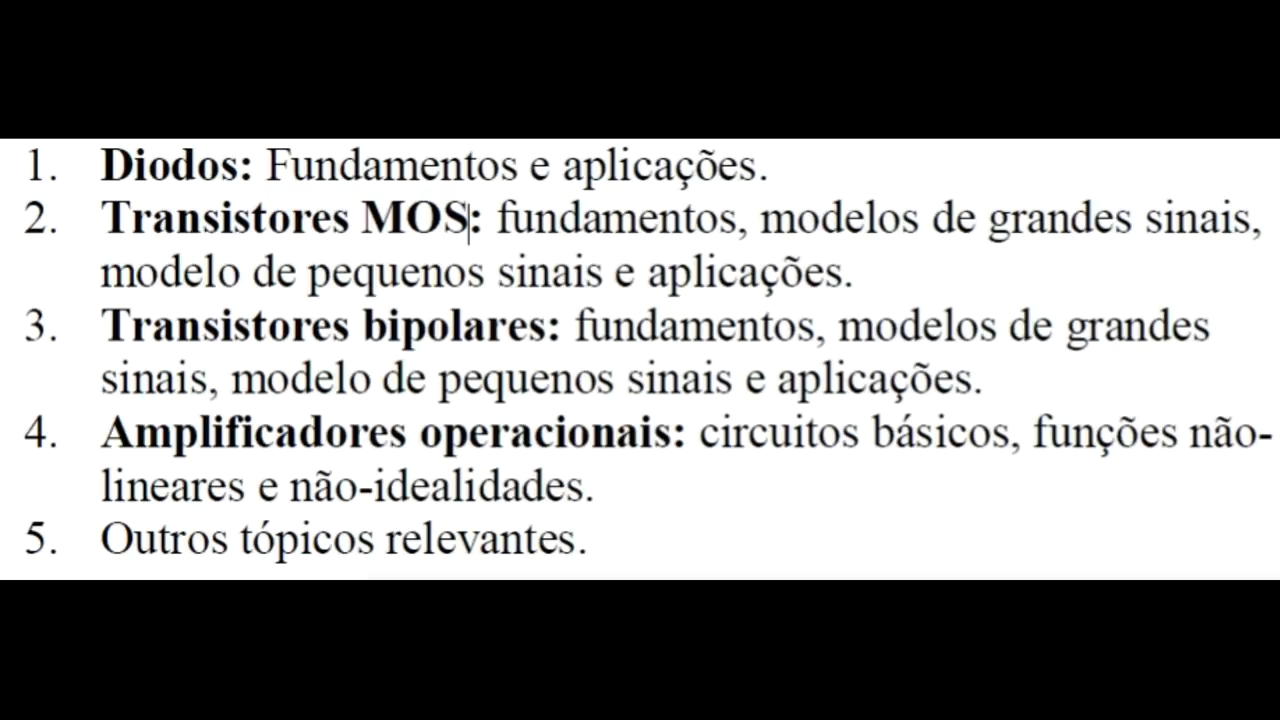 1. Diodos: Fundamentos e aplicações.
2. Transistores MOS: fundamentos, modelos de grandes sinais,
modelo de pequenos sinais e aplicações.
3. Transistores bipolares: fundamentos, modelos de grandes
sinais, modelo de pequenos sinais e aplicações.
4. Amplificadores operacionais: circuitos básicos, funções não-
lineares e não-idealidades.
5. Outros tópicos relevantes.